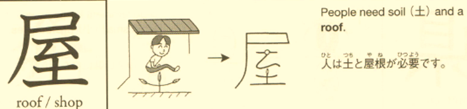 屋
roof / shop
People need soil (土) and a
roof.
ひと つち や ね ひつよう
人は土と屋根が必要です。